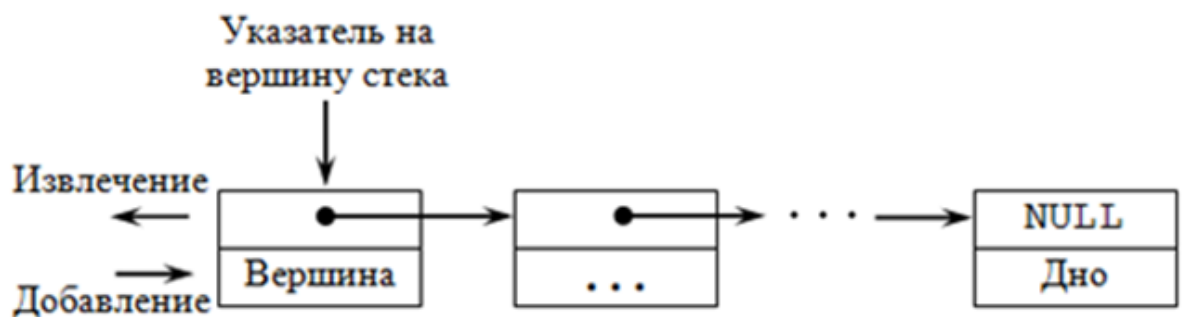 Указатель на
вершину стека
Извлечение
Добавление
Вершина
. . .
. . .
NULL
Дно